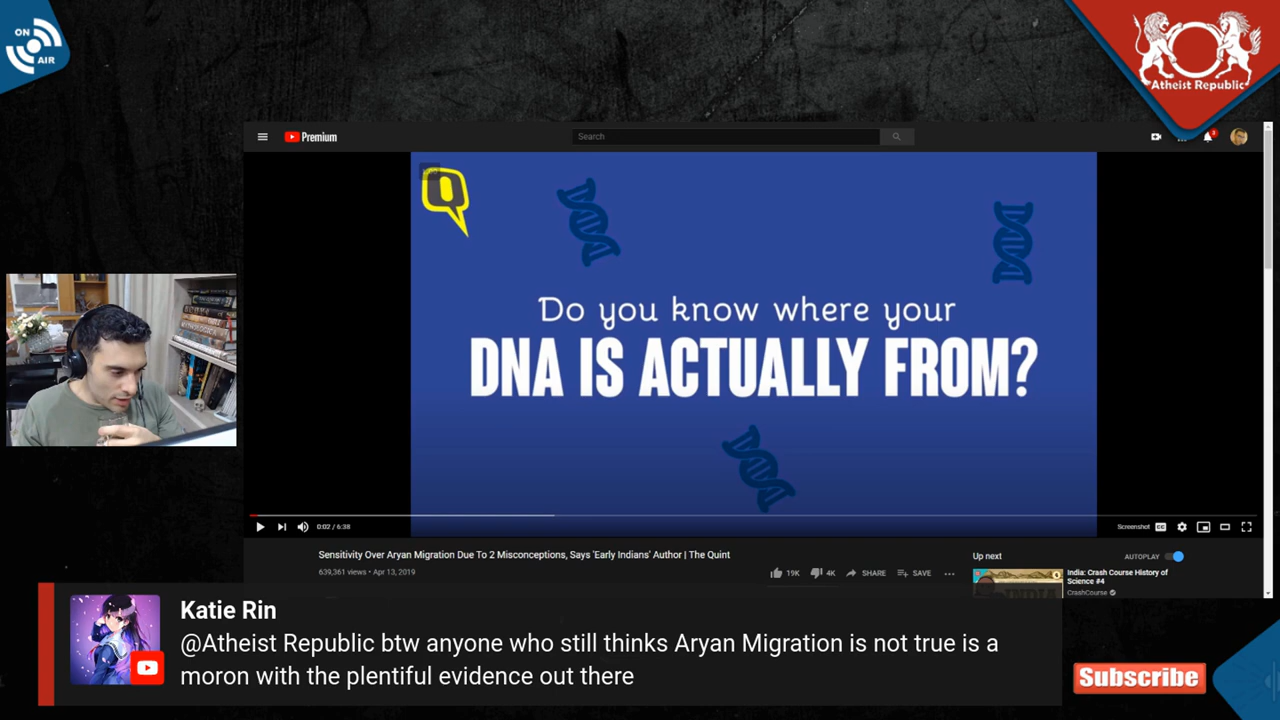 ON
AIR
Atheist Republic
Premium
Search
Do you know where your
DNA IS ACTUALLY FROM?
0:02 / 6:38
Screenshot
Sensitivity Over Aryan Migration Due To 2 Misconceptions, Says 'Early Indians' Author | The Quint
639,361 views • Apr 13, 2019
19K
4K
SHARE
SAVE
Up next
AUTOPLAY
India: Crash Course History of
Science #4
CrashCourse
Katie Rin
@Atheist Republic btw anyone who still thinks Aryan Migration is not true is a
moron with the plentiful evidence out there
Subscribe